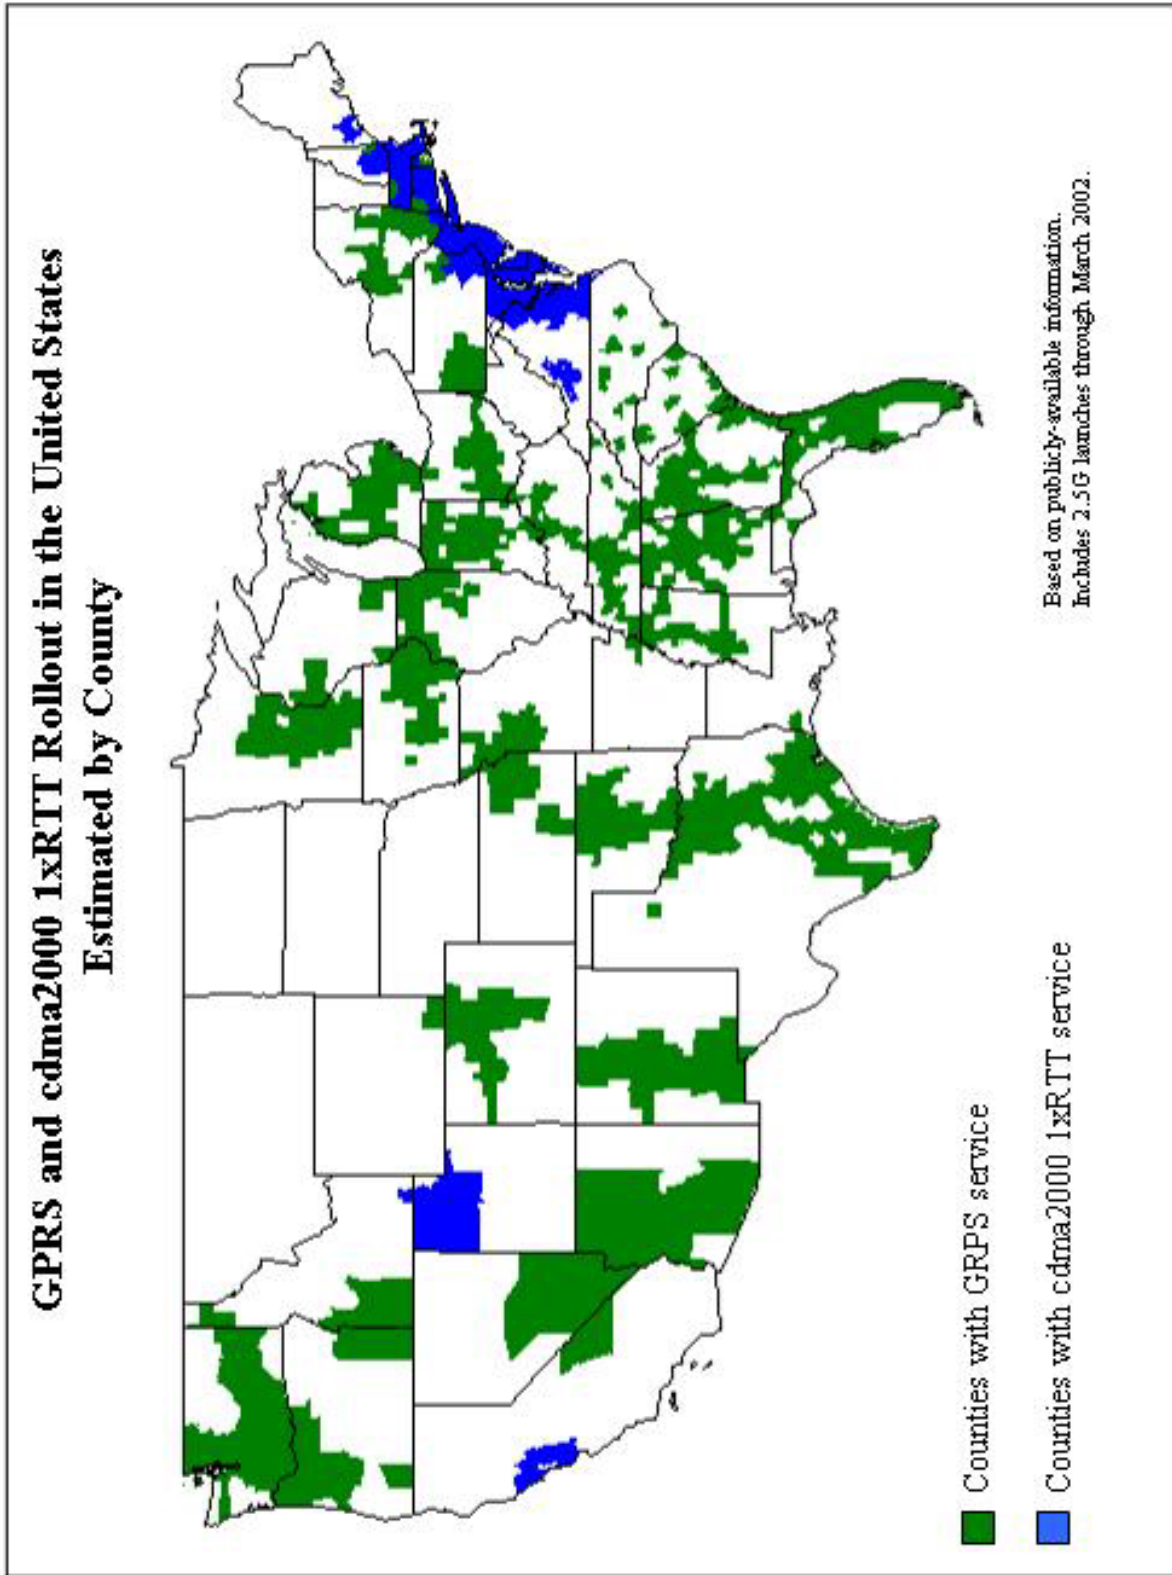 GPRS and cdma2000 1xRTT Rollout in the United States
Estimated by County
Based on publicly-available information.
Includes 2.5G launches through March 2002.
Counties with GRPS service
Counties with cdma2000 1xRTT service